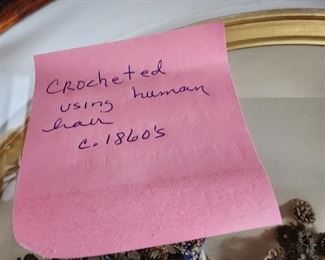 CRocheted
using human
hair
c. 1860's